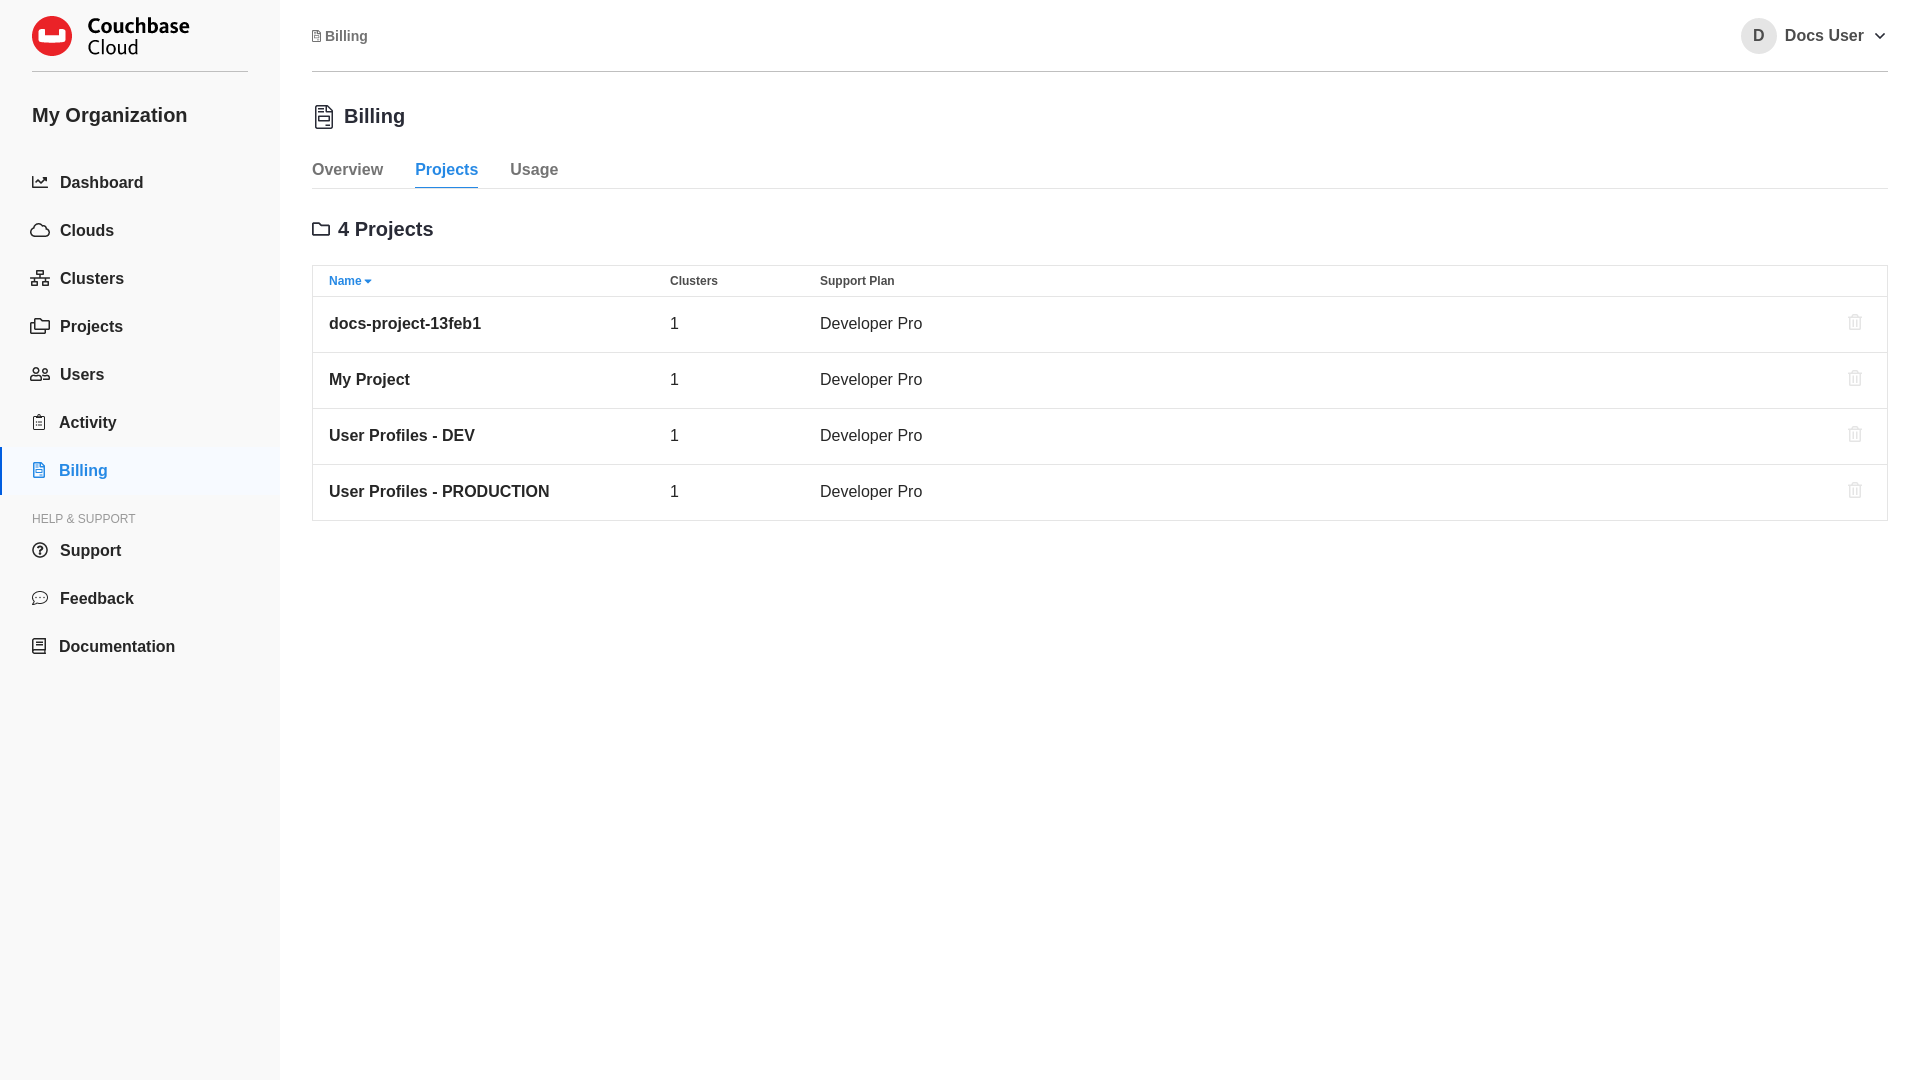 Couchbase
Cloud
My Organization
Dashboard
Clouds
Clusters
Projects
Users
Activity
Billing
HELP & SUPPORT
Support
Feedback
Documentation
Billing
D Docs User
Billing
Overview Projects Usage
4 Projects
Name Clusters Support Plan
docs-project-13feb1 1 Developer Pro
My Project 1 Developer Pro
User Profiles - DEV 1 Developer Pro
User Profiles - PRODUCTION 1 Developer Pro